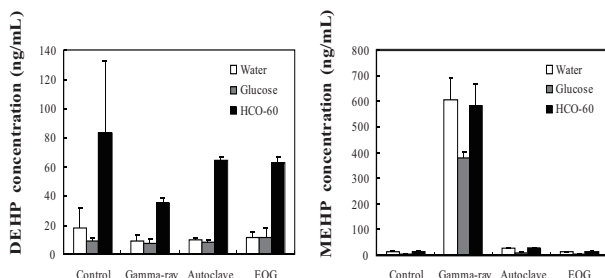 DEHP concentration (ng/mL)
140
120
100
80
60
40
20
0
Water
Glucose
HCO-60
Control Gamma-ray Autoclave EOG
MEHP concentration (ng/mL)
800
700
600
500
400
300
200
100
0
Water
Glucose
HCO-60
Control Gamma-ray Autoclave EOG